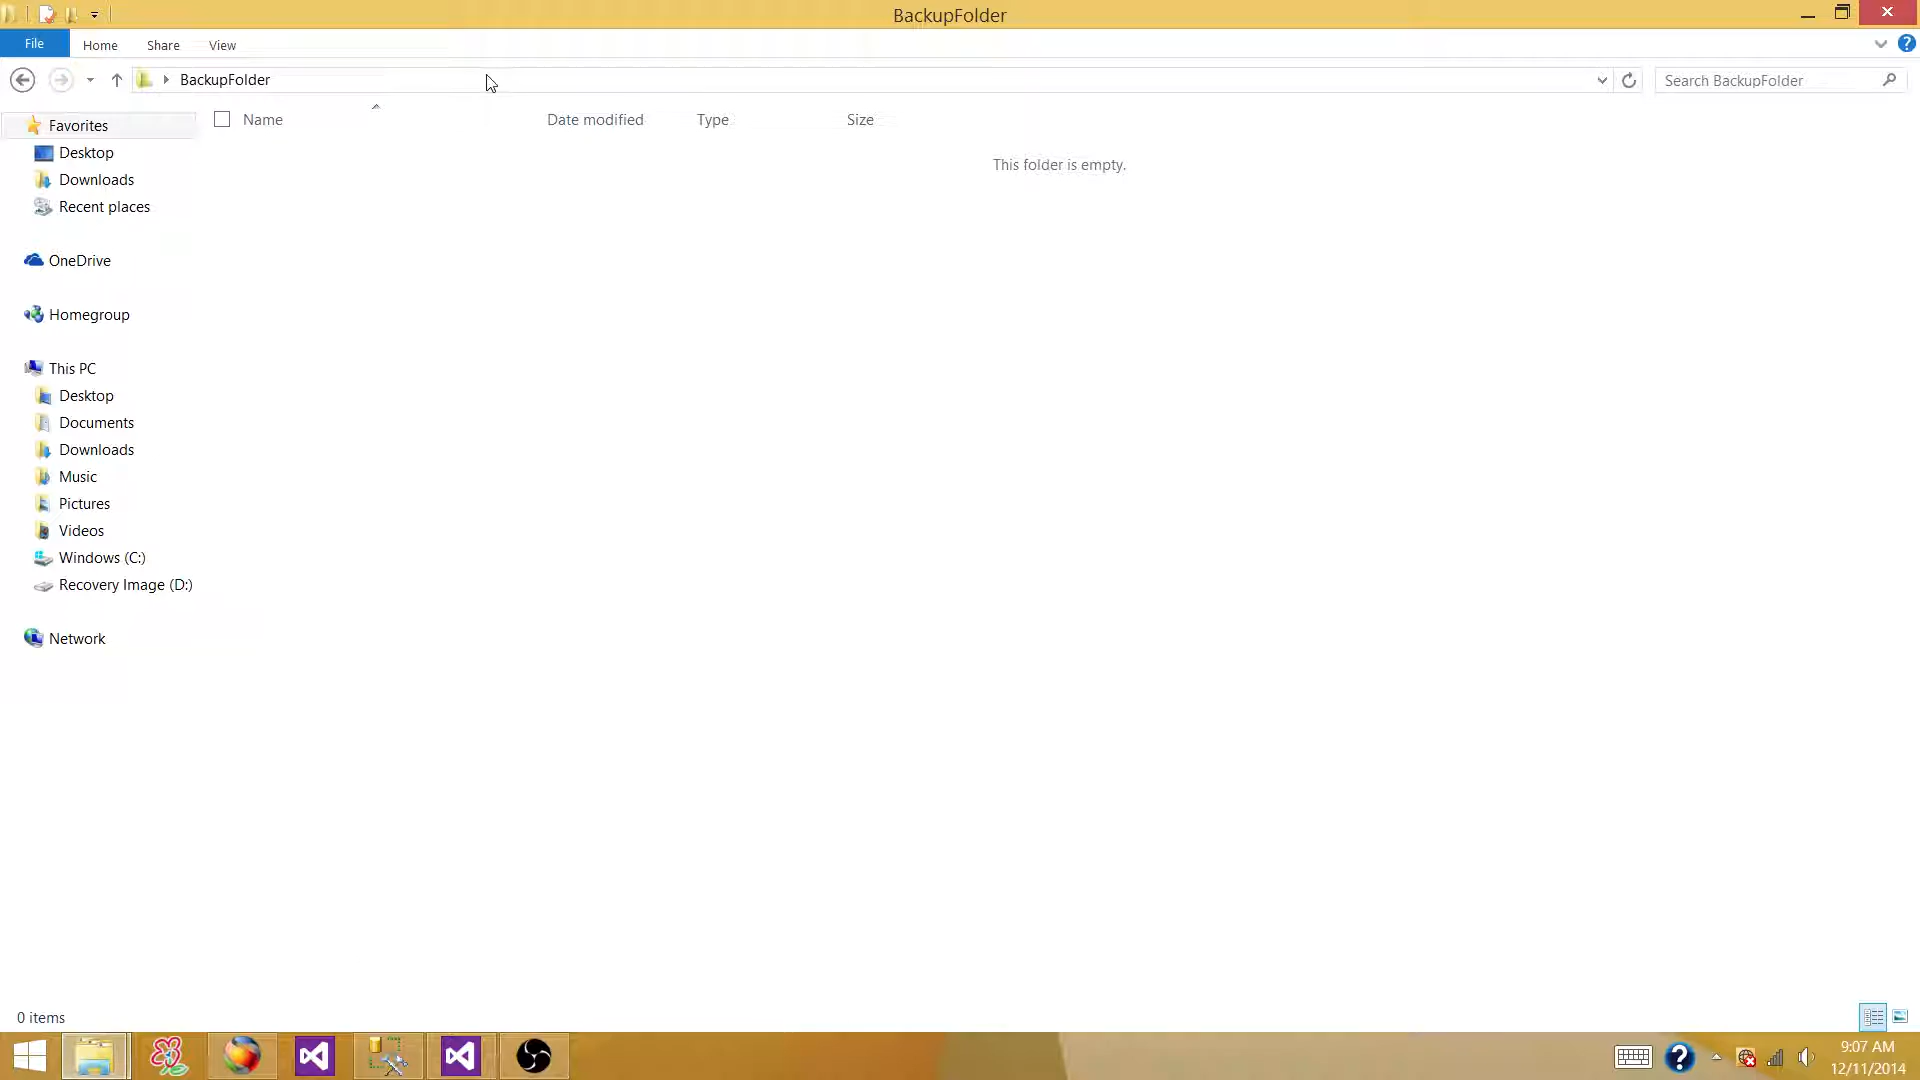 BackupFolder
File Home Share View
BackupFolder
Search BackupFolder
Name Date modified Type Size
This folder is empty.
Favorites
Desktop
Downloads
Recent places
OneDrive
Homegroup
This PC
Desktop
Documents
Downloads
Music
Pictures
Videos
Windows (C:)
Recovery Image (D:)
Network
0 items
9:07 AM
12/11/2014